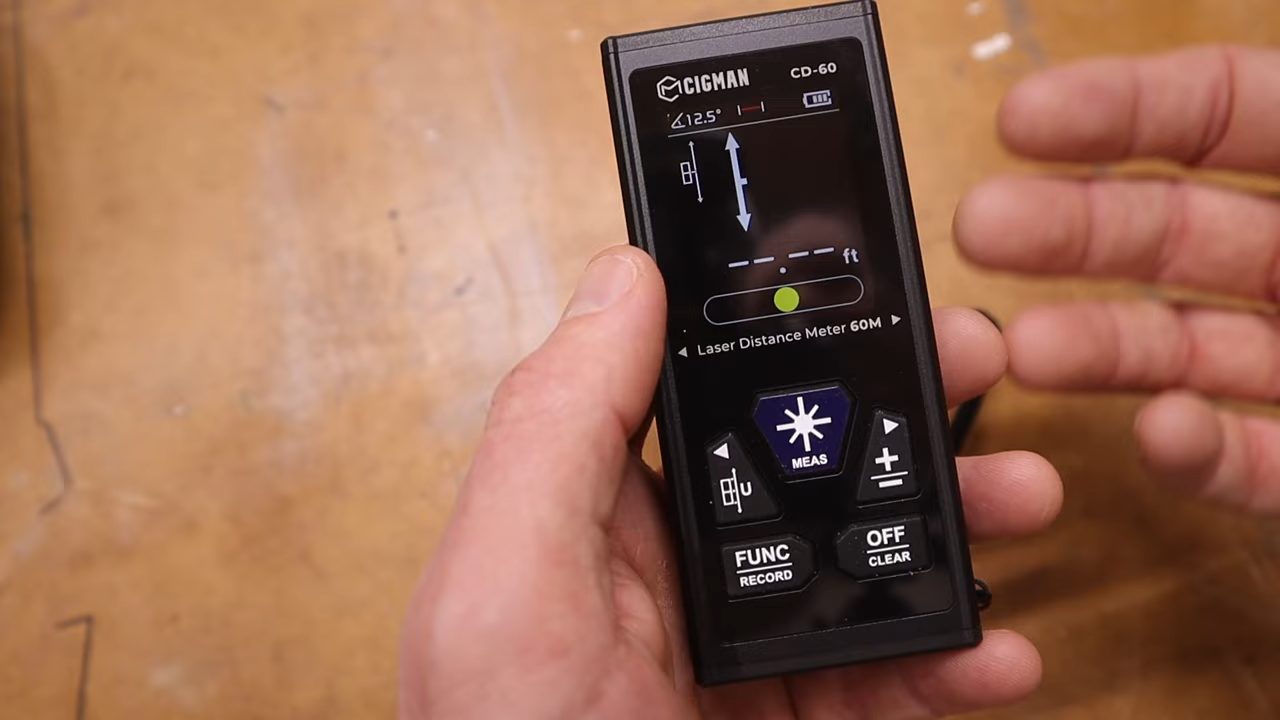 CIGMAN CD-60
∠12.5°
-- . -- ft
Laser Distance Meter 60M
MEAS
U
+
=
FUNC
RECORD
OFF
CLEAR